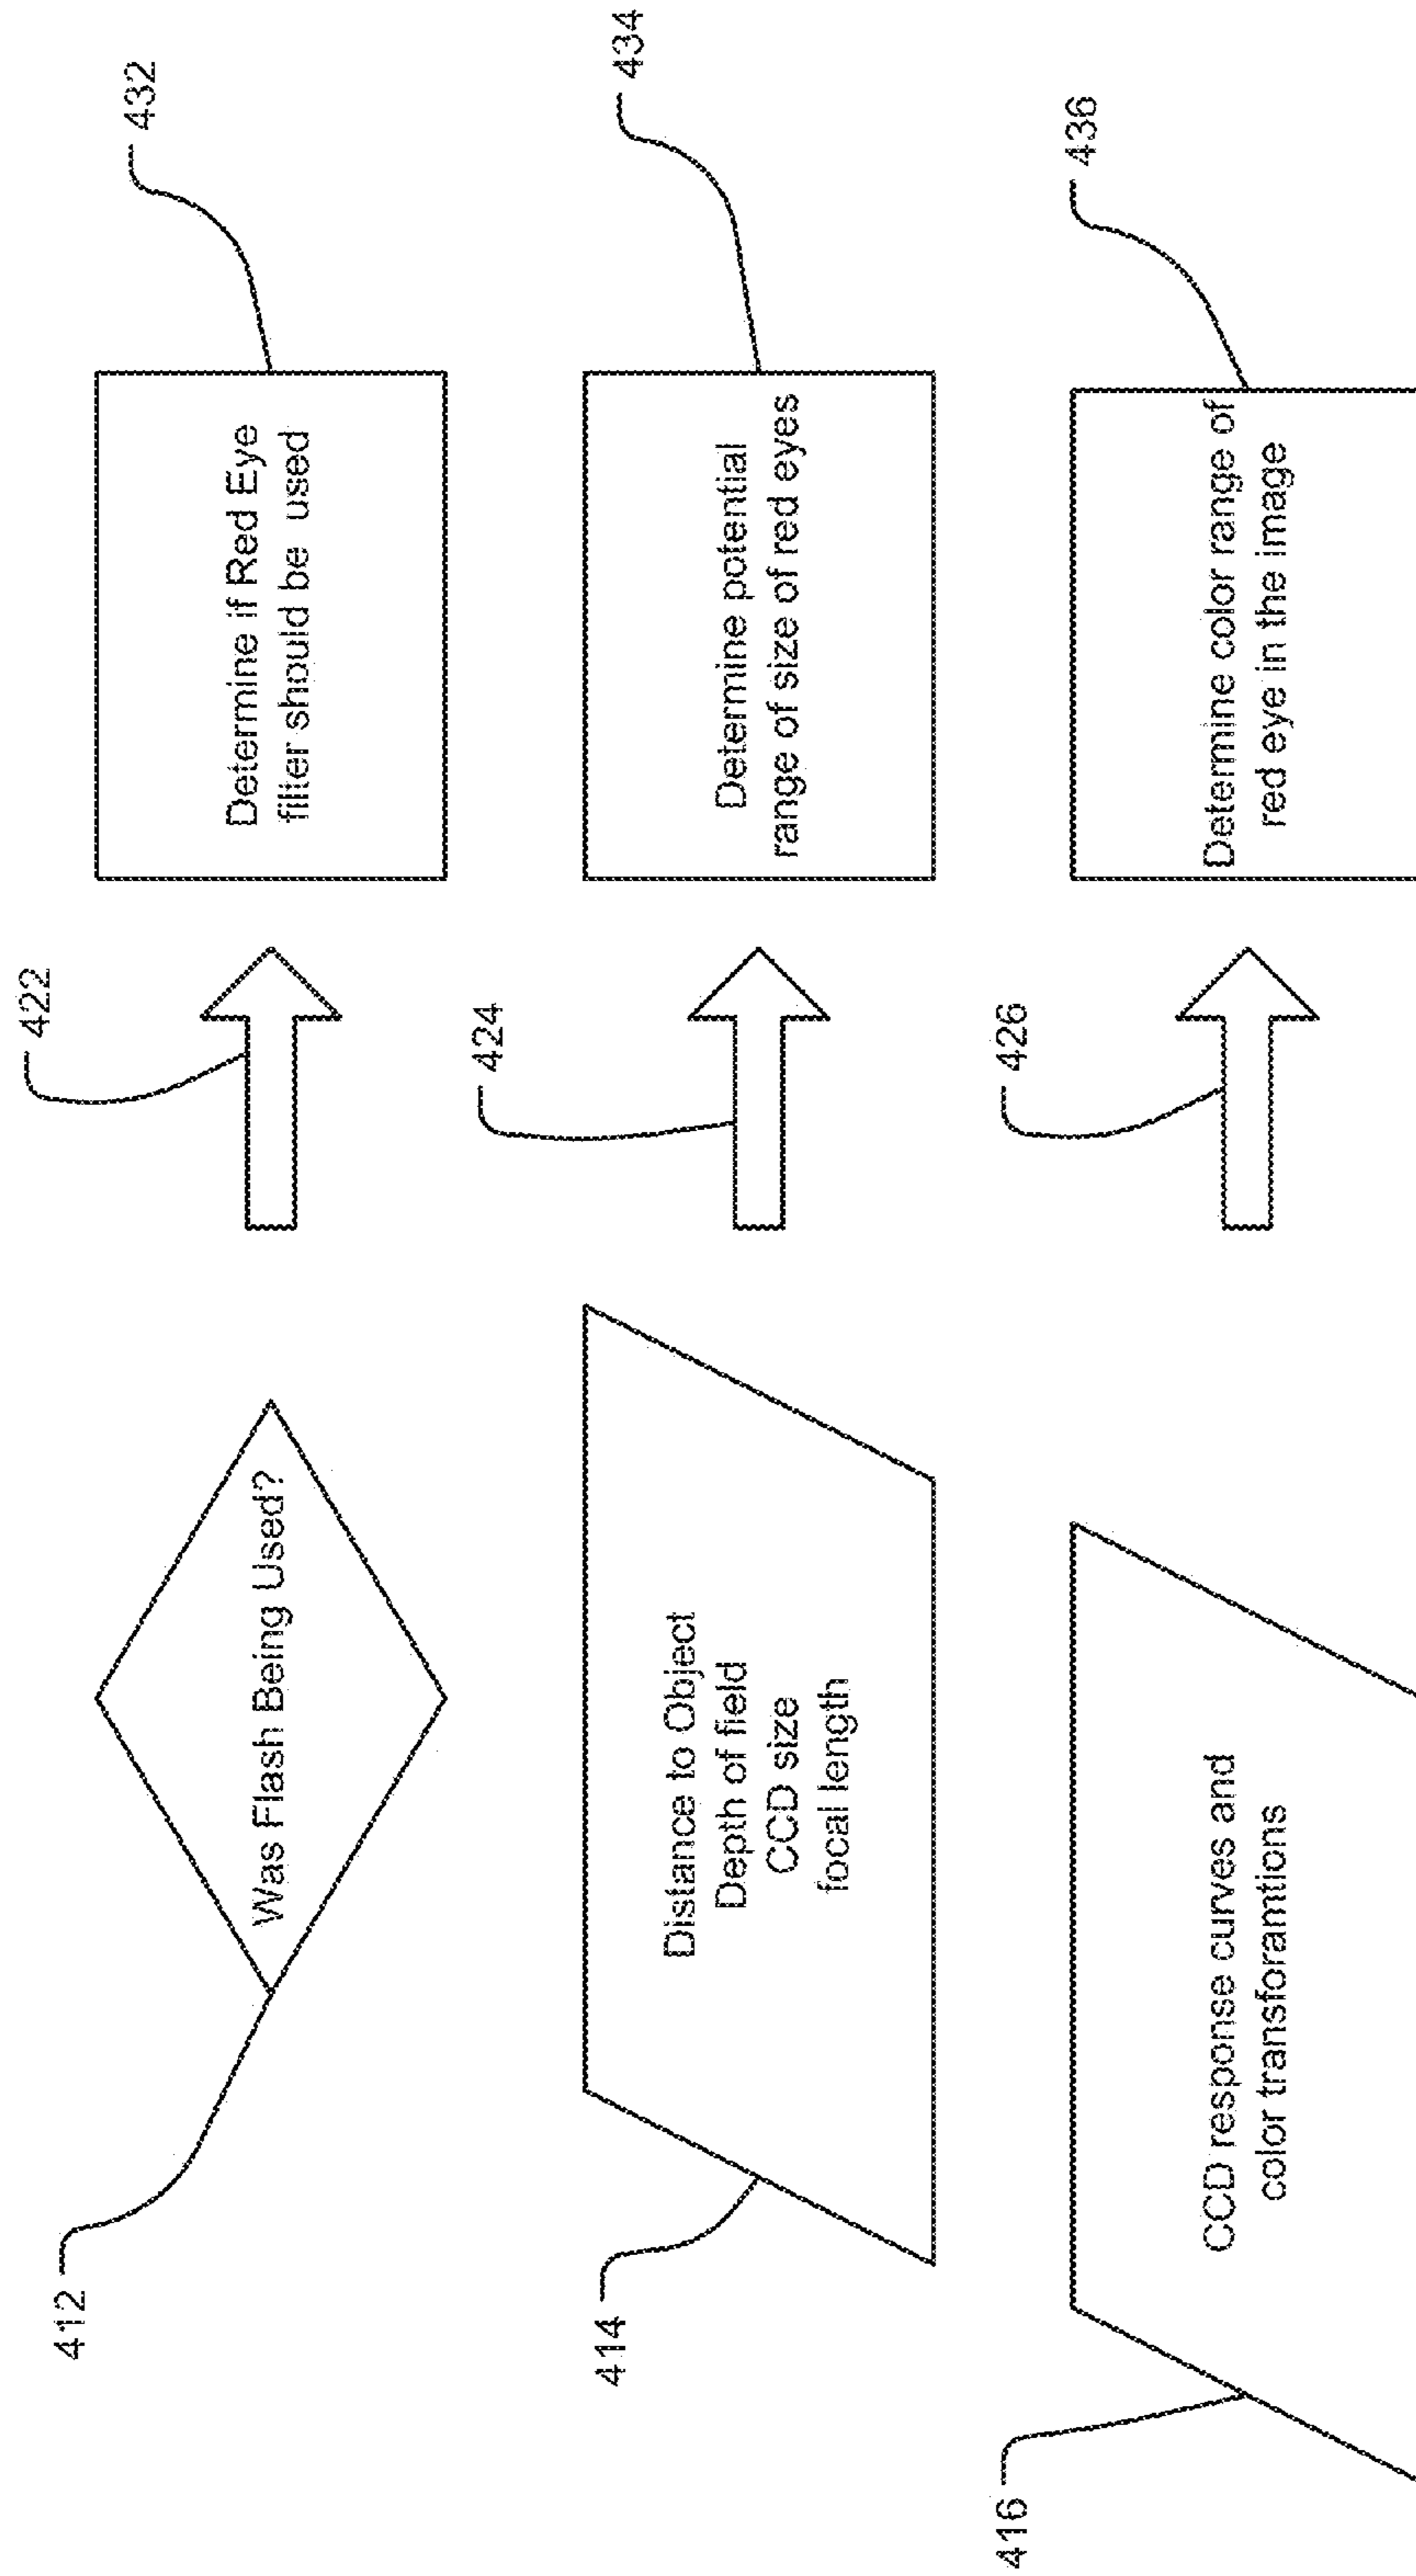 412
Was Flash Being Used?
422
Determine if Red Eye
filter should be used
432
414
Distance to Object
Depth of field
CCD size
focal length
424
Determine potential
range of size of red eyes
434
416
CCD response curves and
color transforamtions
426
Determine color range of
red eye in the image
436